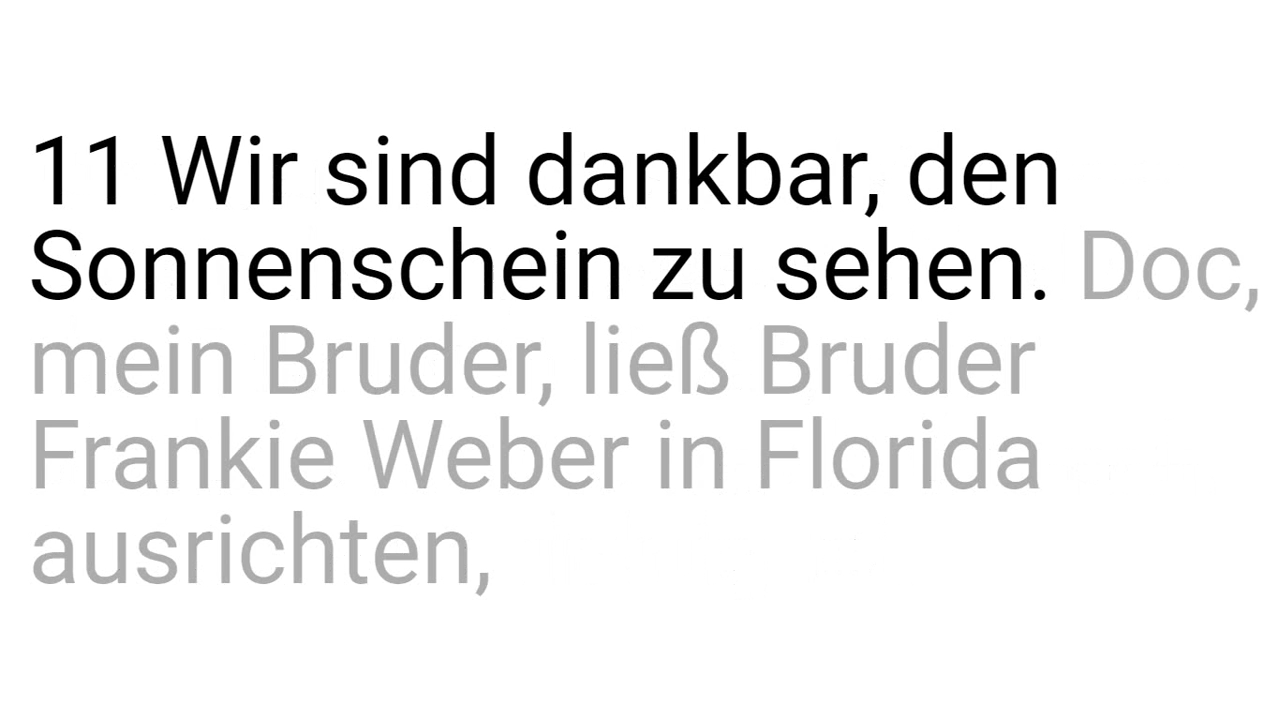 11 Wir sind dankbar, den
Sonnenschein zu sehen. Doc,
mein Bruder, ließ Bruder
Frankie Weber in Florida
ausrichten,